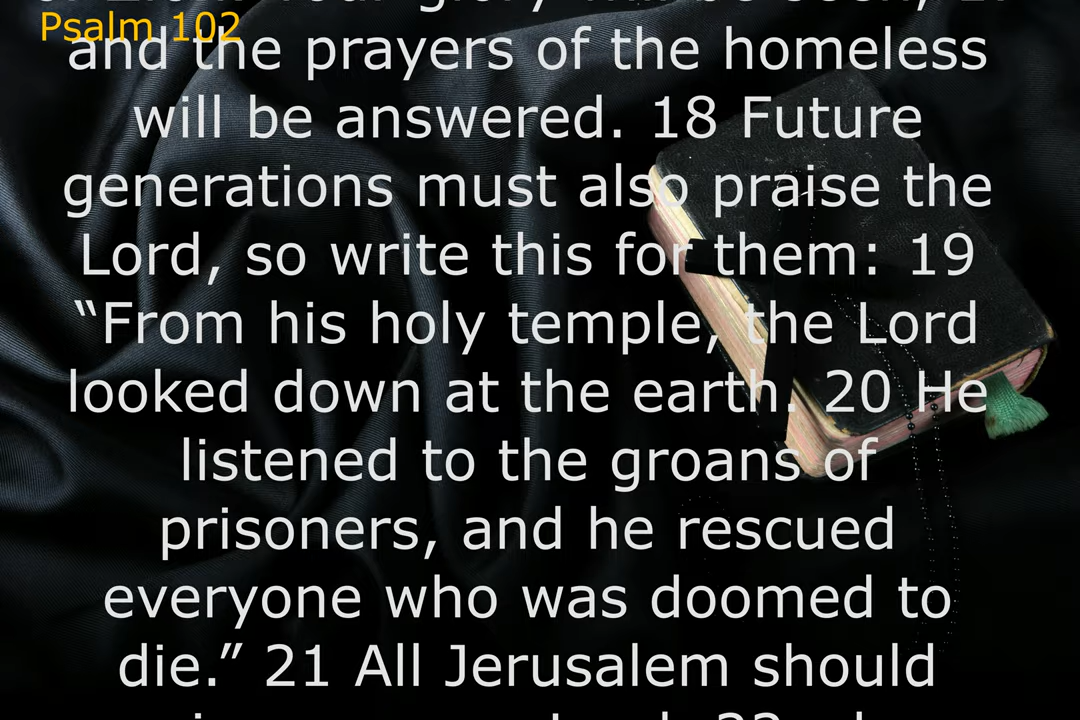 Psalm 102
and the prayers of the homeless
will be answered. 18 Future
generations must also praise the
Lord, so write this for them: 19
“From his holy temple, the Lord
looked down at the earth. 20 He
listened to the groans of
prisoners, and he rescued
everyone who was doomed to
die.” 21 All Jerusalem should